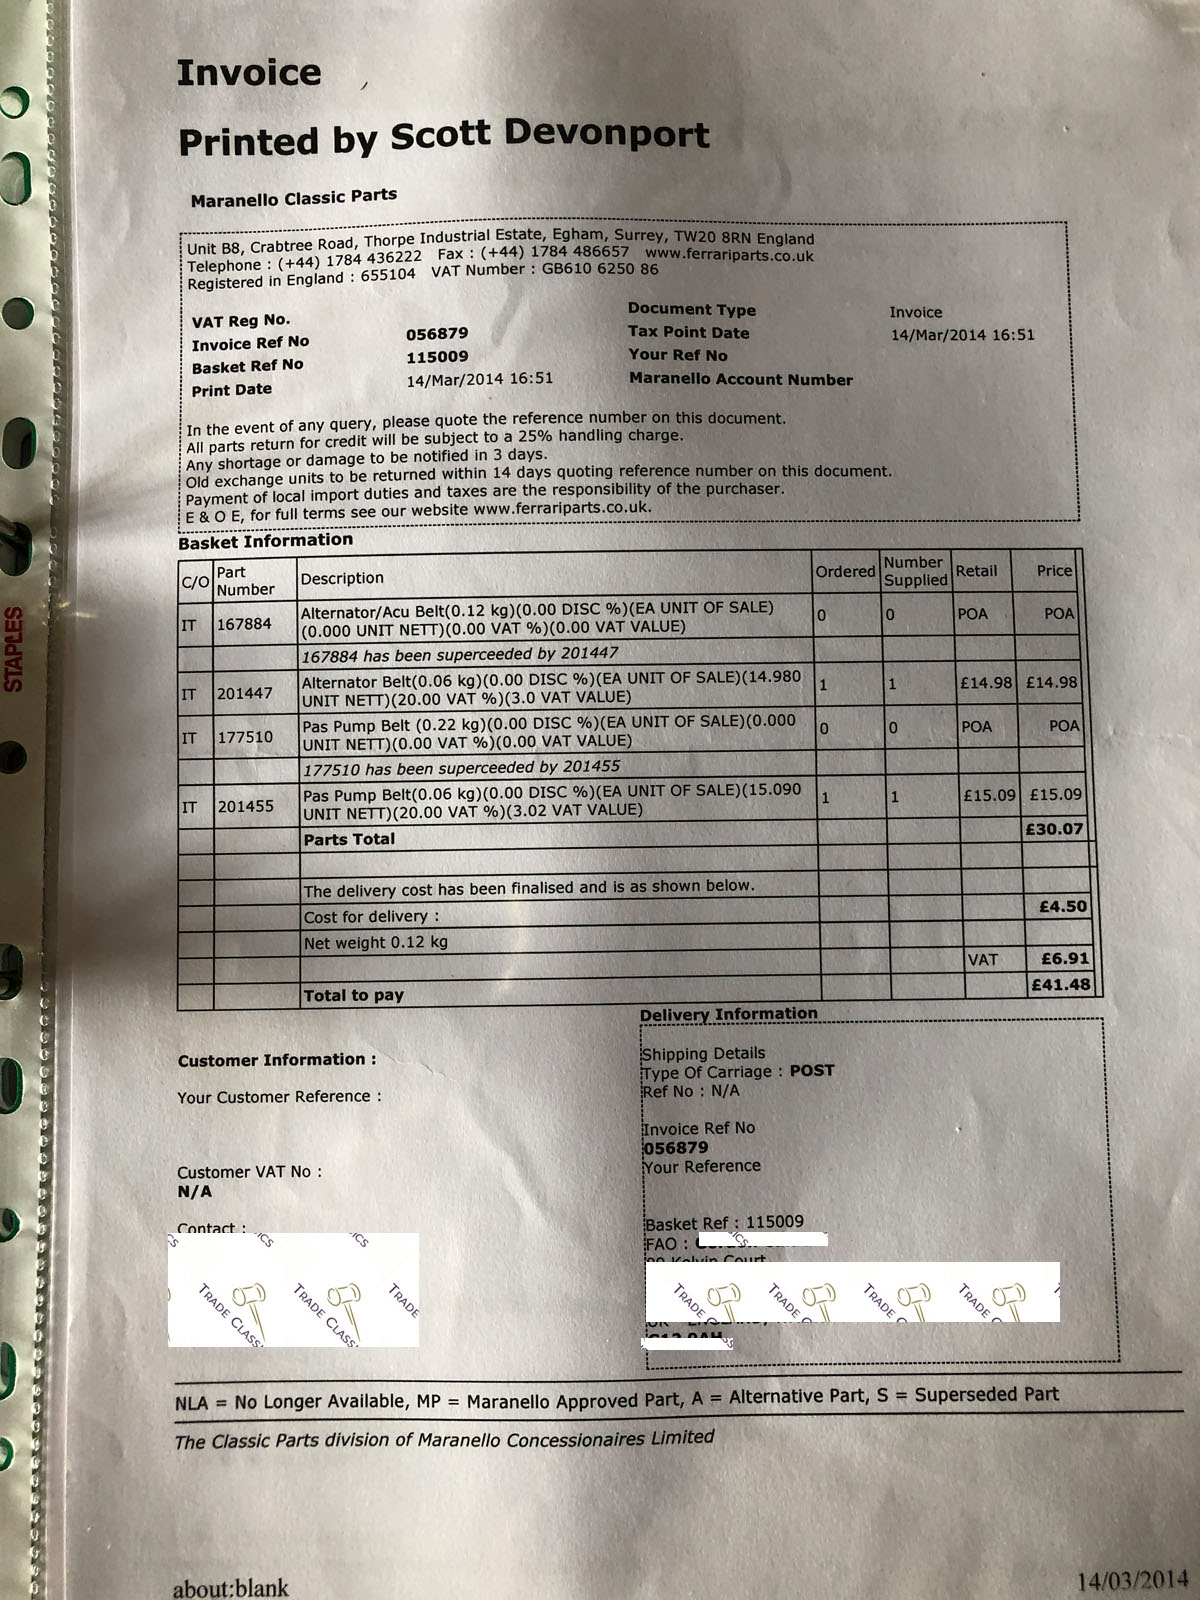 Invoice
Printed by Scott Devonport
Maranello Classic Parts
Unit B8, Crabtree Road, Thorpe Industrial Estate, Egham, Surrey, TW20 8RN England
Telephone : (+44) 1784 436222 Fax : (+44) 1784 486657 www.ferrariparts.co.uk
Registered in England : 655104 VAT Number : GB610 6250 86
VAT Reg No.
Invoice Ref No 056879
Basket Ref No 115009
Print Date 14/Mar/2014 16:51
Document Type Invoice
Tax Point Date 14/Mar/2014 16:51
Your Ref No
Maranello Account Number
In the event of any query, please quote the reference number on this document.
All parts return for credit will be subject to a 25% handling charge.
Any shortage or damage to be notified in 3 days.
Old exchange units to be returned within 14 days quoting reference number on this document.
Payment of local import duties and taxes are the responsibility of the purchaser.
E & O E, for full terms see our website www.ferrariparts.co.uk.
Basket Information
C/O Part Number Description Ordered Number Supplied Retail Price
IT 167884 Alternator/Acu Belt(0.12 kg)(0.00 DISC %)(EA UNIT OF SALE) 0 0 POA POA
(0.000 UNIT NETT)(0.00 VAT %)(0.00 VAT VALUE)
167884 has been superceeded by 201447
IT 201447 Alternator Belt(0.06 kg)(0.00 DISC %)(EA UNIT OF SALE)(14.980 1 1 £14.98 £14.98
UNIT NETT)(20.00 VAT %)(3.0 VAT VALUE)
IT 177510 Pas Pump Belt (0.22 kg)(0.00 DISC %)(EA UNIT OF SALE)(0.000 0 0 POA POA
UNIT NETT)(0.00 VAT %)(0.00 VAT VALUE)
177510 has been superceeded by 201455
IT 201455 Pas Pump Belt(0.06 kg)(0.00 DISC %)(EA UNIT OF SALE)(15.090 1 1 £15.09 £15.09
UNIT NETT)(20.00 VAT %)(3.02 VAT VALUE)
Parts Total £30.07
The delivery cost has been finalised and is as shown below.
Cost for delivery : £4.50
Net weight 0.12 kg
VAT £6.91
Total to pay £41.48
Customer Information :
Your Customer Reference :
Customer VAT No :
N/A
Contact :
Delivery Information
Shipping Details
Type Of Carriage : POST
Ref No : N/A
Invoice Ref No
056879
Your Reference
Basket Ref : 115009
FAO :
Kelvin Court
TRADE CLASS
TRADE CLASS
TRADE
TRADE
TRADE
TRADE
TRADE
NLA = No Longer Available, MP = Maranello Approved Part, A = Alternative Part, S = Superseded Part
The Classic Parts division of Maranello Concessionaires Limited
about:blank
14/03/2014
STAPLES